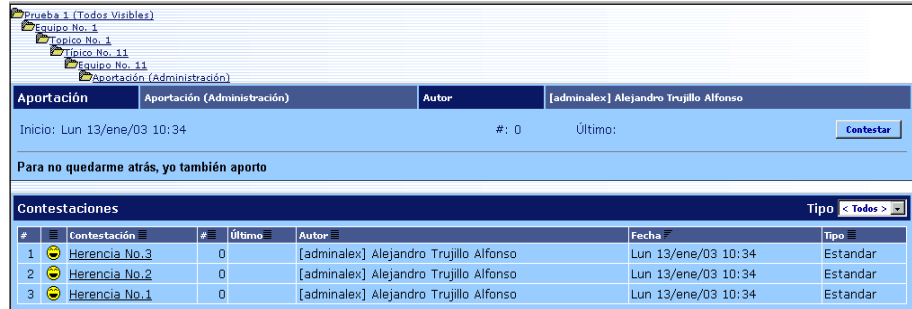 Prueba 1 (Todos Visibles)
Equipo No. 1
Topico No. 1
Típico No. 11
Equipo No. 11
Aportación (Administración)
Aportación Aportación (Administración) Autor [adminalex] Alejandro Trujillo Alfonso
Inicio: Lun 13/ene/03 10:34 #: 0 Último: Contestar
Para no quedarme atrás, yo también aporto
Contestaciones Tipo < Todos >
# Contestación # Último Autor Fecha Tipo
1 Herencia No.3 0 [adminalex] Alejandro Trujillo Alfonso Lun 13/ene/03 10:34 Estandar
2 Herencia No.2 0 [adminalex] Alejandro Trujillo Alfonso Lun 13/ene/03 10:34 Estandar
3 Herencia No.1 0 [adminalex] Alejandro Trujillo Alfonso Lun 13/ene/03 10:34 Estandar